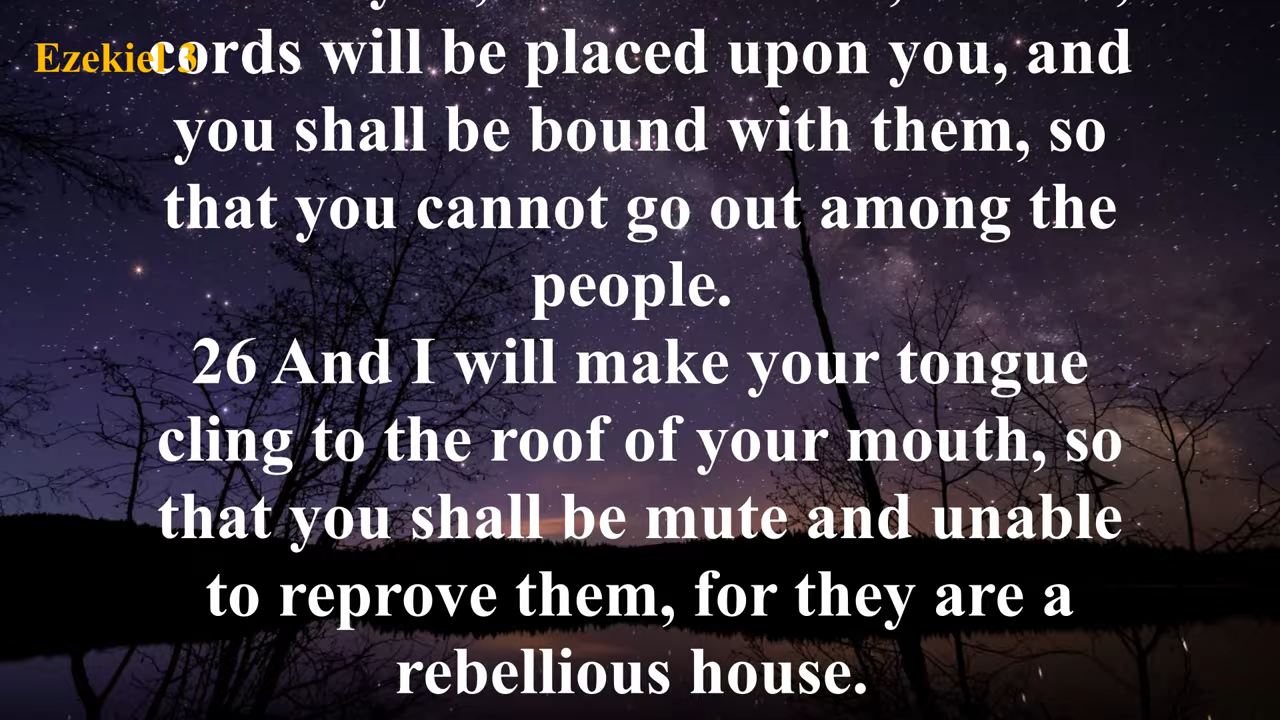 Ezekiel 3
cords will be placed upon you, and
you shall be bound with them, so
that you cannot go out among the
people.
26 And I will make your tongue
cling to the roof of your mouth, so
that you shall be mute and unable
to reprove them, for they are a
rebellious house.